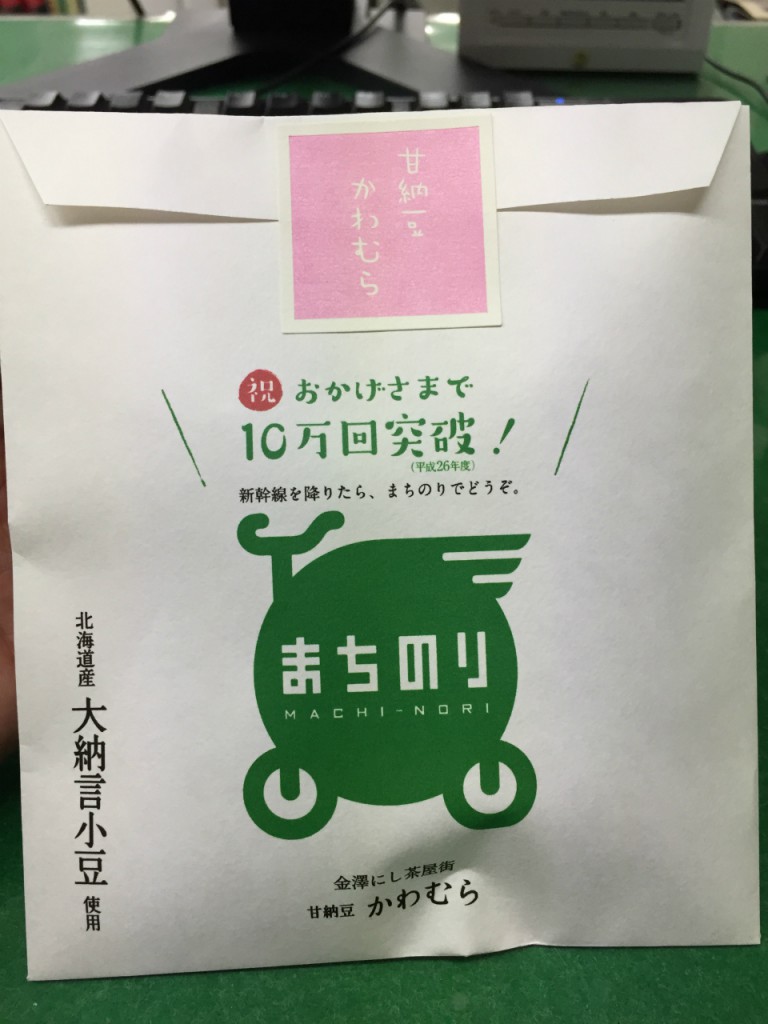 甘納豆
かわむら
祝 おかげさまで
10万回突破!
(平成26年度)
新幹線を降りたら、まちのりでどうぞ。
まちのり
MACHI-NORI
北海道産 大納言小豆 使用
金澤にし茶屋街
甘納豆 かわむら